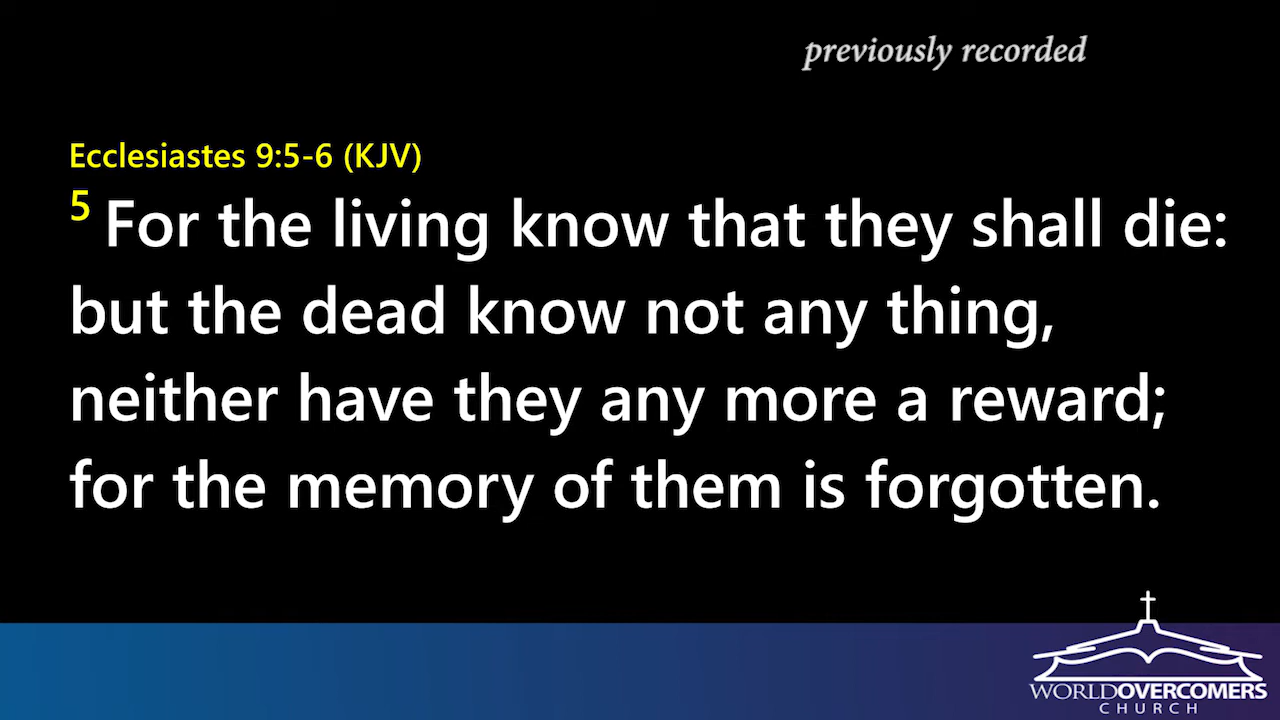 previously recorded
Ecclesiastes 9:5-6 (KJV)
5 For the living know that they shall die:
but the dead know not any thing,
neither have they any more a reward;
for the memory of them is forgotten.
WORLDOVERCOMERS
CHURCH